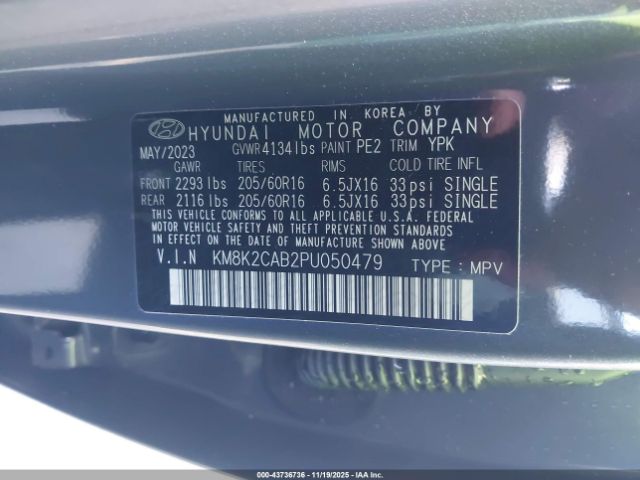 MANUFACTURED IN KOREA BY
HYUNDAI MOTOR COMPANY
MAY/2023 GVWR 4134lbs PAINT PE2 TRIM YPK
GAWR TIRES RIMS COLD TIRE INFL
FRONT 2293 lbs 205/60R16 6.5JX16 33psi SINGLE
REAR 2116 lbs 205/60R16 6.5JX16 33psi SINGLE
THIS VEHICLE CONFORMS TO ALL APPLICABLE U.S.A. FEDERAL
MOTOR VEHICLE SAFETY, BUMPER, AND THEFT PREVENTION STANDARDS
IN EFFECT ON THE DATE OF MANUFACTURE SHOWN ABOVE.
V.I.N KM8K2CAB2PU050479 TYPE : MPV
IAA 43736736 - 11/19/2025 - IAAI.COM